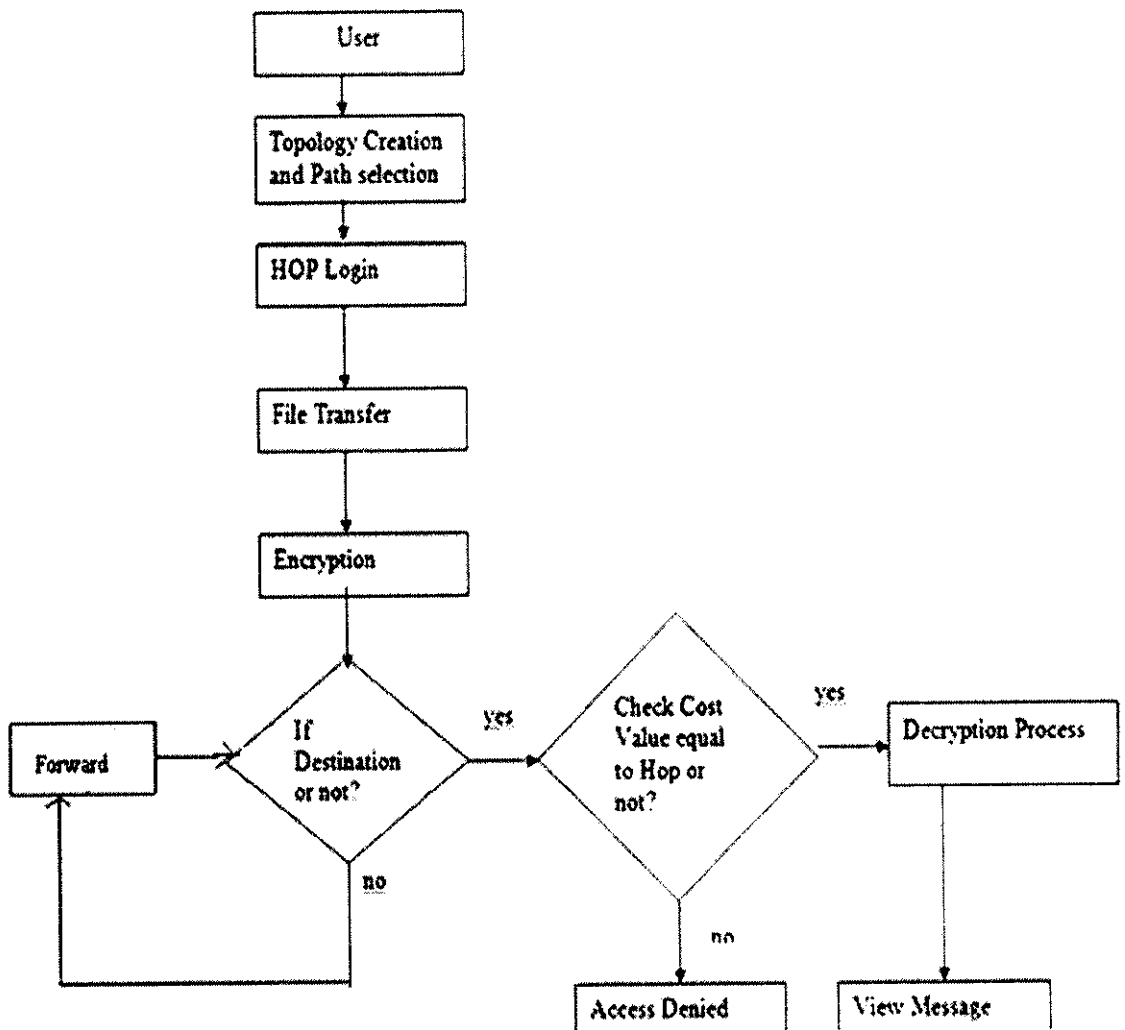 User
Topology Creation
and Path selection
HOP Login
File Transfer
Encryption
If
Destination
or not?
yes
no
Forward
Check Cost
Value equal
to Hop or
not?
yes
no
Decryption Process
Access Denied
View Message